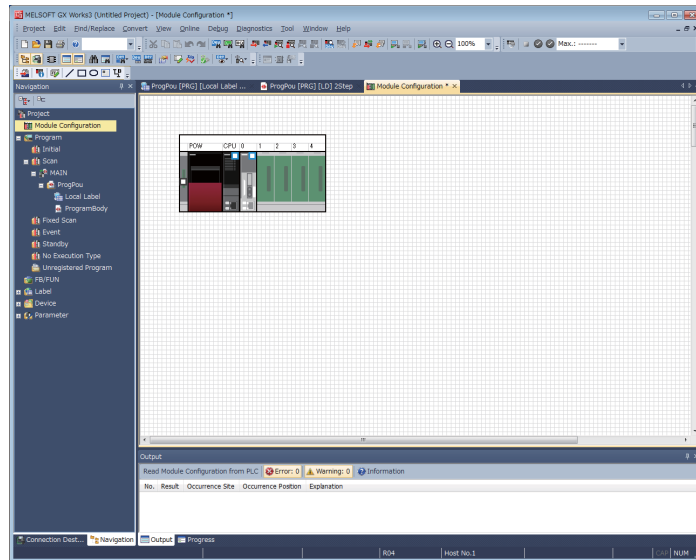 MELSOFT GX Works3 (Untitled Project) - [Module Configuration *]
Project Edit Find/Replace Convert View Online Debug Diagnostics Tool Window Help
100%
Max.: -------
Navigation
ProgPou [PRG] [Local Label ...
ProgPou [PRG] [LD] 2Step
Module Configuration *
Project
Module Configuration
Program
Initial
Scan
MAIN
ProgPou
Local Label
ProgramBody
Fixed Scan
Event
Standby
No Execution Type
Unregistered Program
FB/FUN
Label
Device
Parameter
POW CPU 0 1 2 3 4
Output
Read Module Configuration from PLC Error: 0 Warning: 0 Information
No. Result Occurrence Site Occurrence Position Explanation
Connection Dest... Navigation Output Progress
R04 Host No.1 CAP NUM